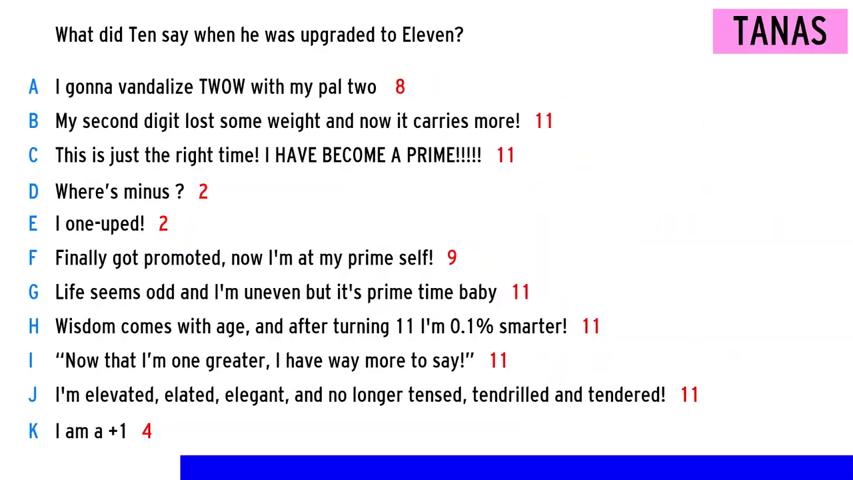 What did Ten say when he was upgraded to Eleven?
TANAS
A I gonna vandalize TWOW with my pal two 8
B My second digit lost some weight and now it carries more! 11
C This is just the right time! I HAVE BECOME A PRIME!!!!! 11
D Where's minus ? 2
E I one-uped! 2
F Finally got promoted, now I'm at my prime self! 9
G Life seems odd and I'm uneven but it's prime time baby 11
H Wisdom comes with age, and after turning 11 I'm 0.1% smarter! 11
I “Now that I’m one greater, I have way more to say!” 11
J I'm elevated, elated, elegant, and no longer tensed, tendrilled and tendered! 11
K I am a +1 4